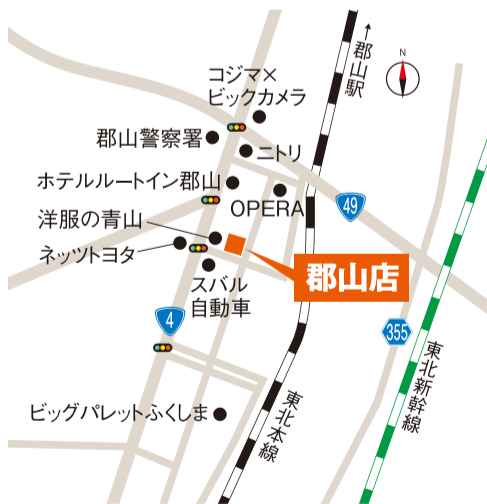 コジマ×
ビックカメラ
↑郡山駅
N
郡山警察署
ニトリ
ホテルルートイン郡山
OPERA
49
洋服の青山
ネッツトヨタ
郡山店
スバル
自動車
4
355
東北新幹線
東北本線
ビッグパレットふくしま